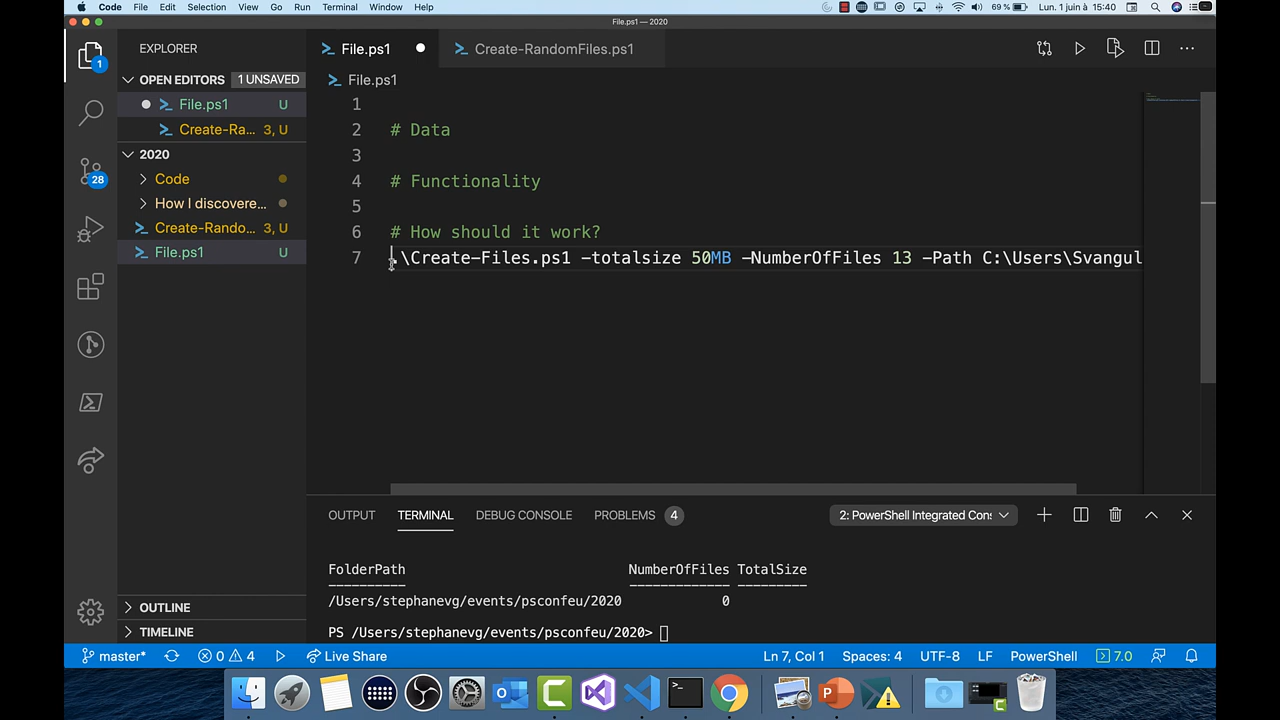 Code File Edit Selection View Go Run Terminal Window Help 69 % Lun. 1 juin à 15:40
File.ps1 — 2020
EXPLORER
File.ps1
Create-RandomFiles.ps1
1
OPEN EDITORS 1 UNSAVED
File.ps1
File.ps1 U
Create-Ra... 3, U
2020
28
Code
How I discovere...
Create-Rando... 3, U
File.ps1 U
1
2 # Data
3
4 # Functionality
5
6 # How should it work?
7 .\Create-Files.ps1 -totalsize 50MB -NumberOfFiles 13 -Path C:\Users\Svangul
OUTPUT TERMINAL DEBUG CONSOLE PROBLEMS 4 2: PowerShell Integrated Cons
FolderPath NumberOfFiles TotalSize
---------- ------------- ---------
/Users/stephanevg/events/psconfeu/2020 0
PS /Users/stephanevg/events/psconfeu/2020>
OUTLINE
TIMELINE
master* 0 4 Live Share Ln 7, Col 1 Spaces: 4 UTF-8 LF PowerShell 7.0